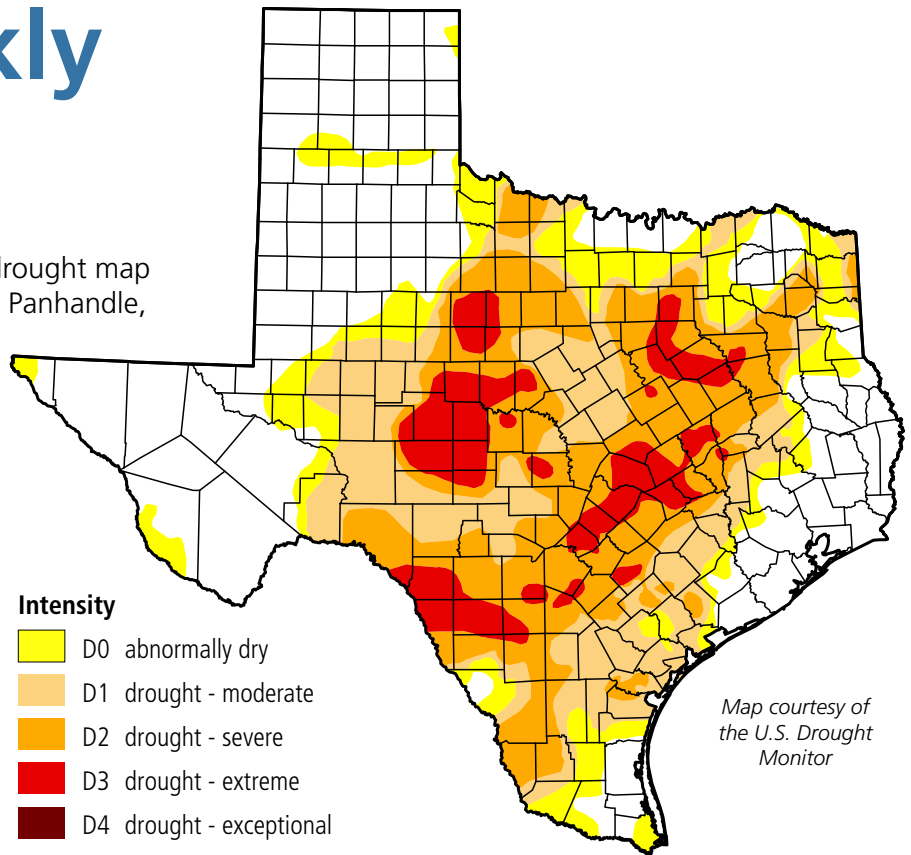 kly
drought map
Panhandle,
Intensity
D0 abnormally dry
D1 drought - moderate
D2 drought - severe
D3 drought - extreme
D4 drought - exceptional
Map courtesy of
the U.S. Drought
Monitor